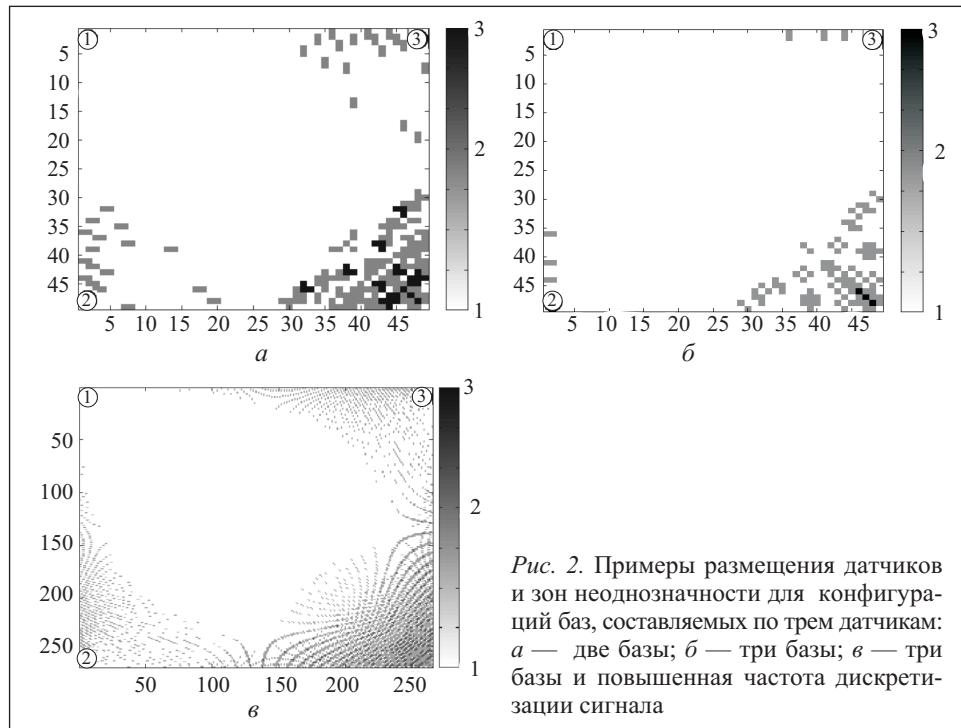 ① ③ 3
5
10
15
20 2
25
30
35
40
45
② 1
5 10 15 20 25 30 35 40 45
а
① ③ 3
5
10
15
20 2
25
30
35
40
45
② 1
5 10 15 20 25 30 35 40 45
б
① ③ 3
50
100
150 2
200
250
② 1
50 100 150 200 250
в
Рис. 2. Примеры размещения датчиков
и зон неоднозначности для конфигура-
ций баз, составляемых по трем датчикам:
а — две базы; б — три базы; в — три
базы и повышенная частота дискрети-
зации сигнала